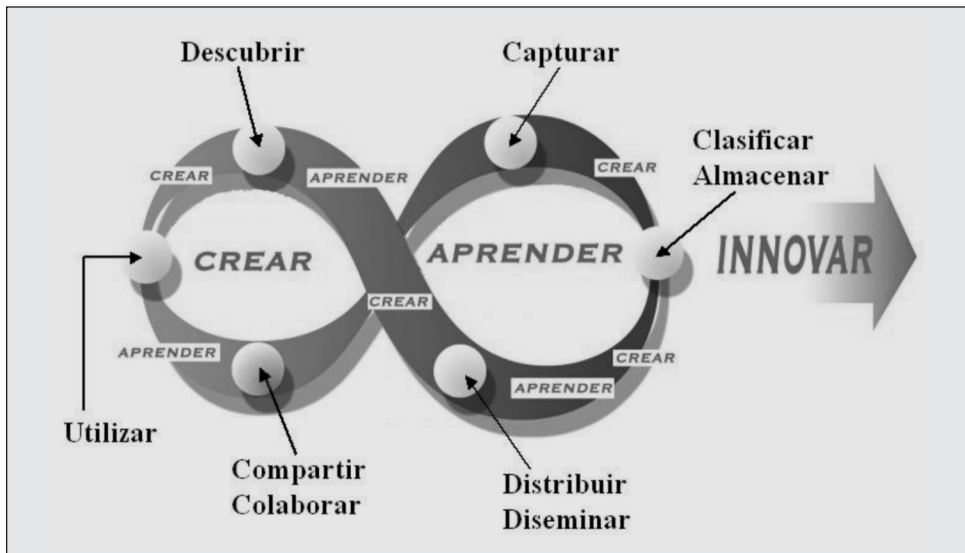 Descubrir
Capturar
Clasificar
Almacenar
CREAR
APRENDER
CREAR
CREAR
APRENDER
INNOVAR
CREAR
APRENDER
CREAR
APRENDER
Utilizar
Compartir
Colaborar
Distribuir
Diseminar